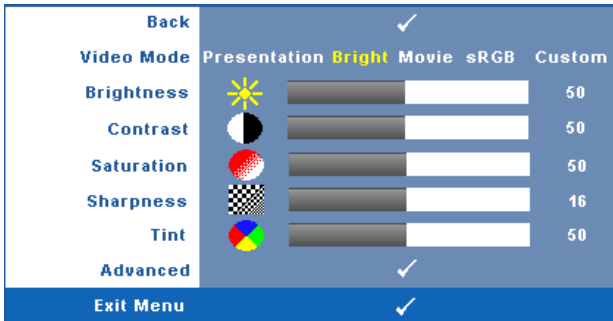 Back
Video Mode Presentation Bright Movie sRGB Custom
Brightness 50
Contrast 50
Saturation 50
Sharpness 16
Tint 50
Advanced
Exit Menu